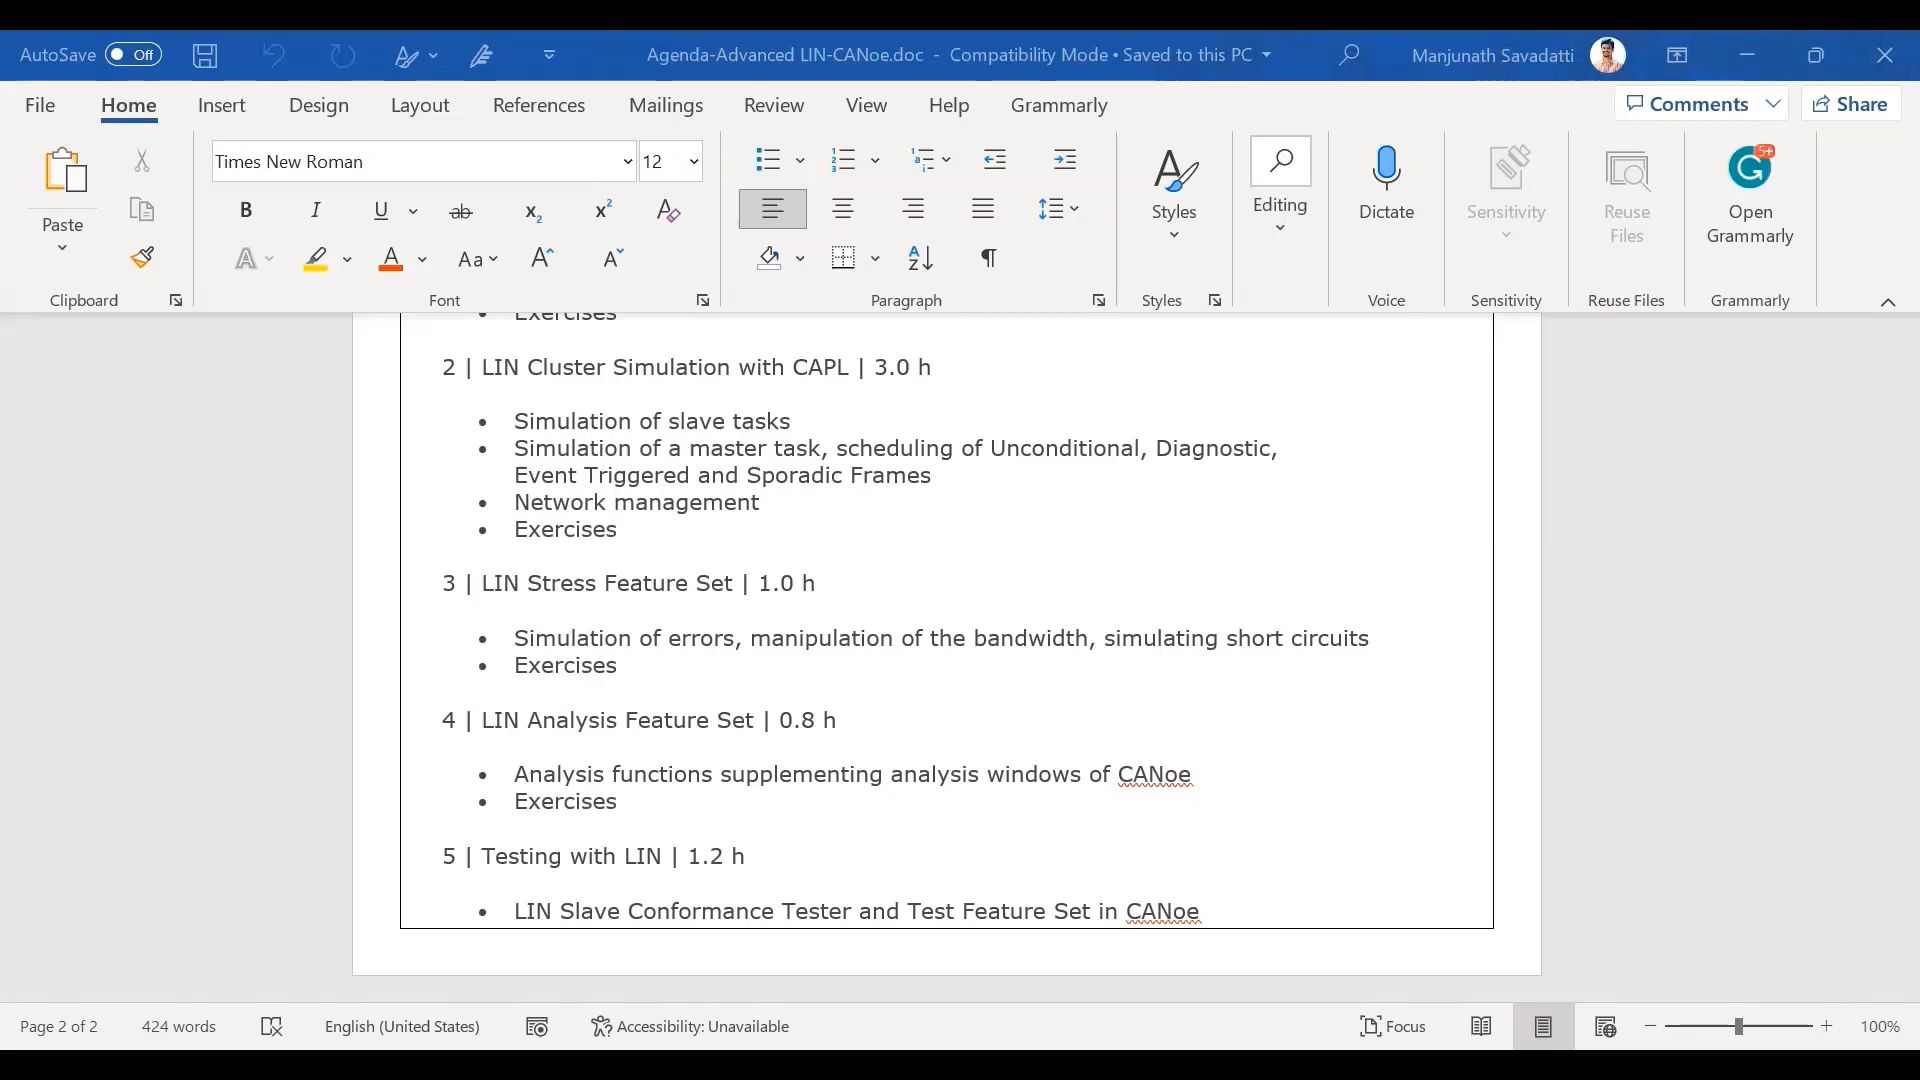 AutoSave Off Agenda-Advanced LIN-CANoe.doc - Compatibility Mode • Saved to this PC Manjunath Savadatti
File Home Insert Design Layout References Mailings Review View Help Grammarly Comments Share
Times New Roman 12
Paste
B I U ab x₂ x² A
A A Aa A A
Styles
Editing
Dictate
Sensitivity
Reuse Files
5+
G
Open Grammarly
Clipboard Font Paragraph Styles Voice Sensitivity Reuse Files Grammarly
• Exercises
2 | LIN Cluster Simulation with CAPL | 3.0 h
• Simulation of slave tasks
• Simulation of a master task, scheduling of Unconditional, Diagnostic,
Event Triggered and Sporadic Frames
• Network management
• Exercises
3 | LIN Stress Feature Set | 1.0 h
• Simulation of errors, manipulation of the bandwidth, simulating short circuits
• Exercises
4 | LIN Analysis Feature Set | 0.8 h
• Analysis functions supplementing analysis windows of CANoe
• Exercises
5 | Testing with LIN | 1.2 h
• LIN Slave Conformance Tester and Test Feature Set in CANoe
Page 2 of 2 424 words English (United States) Accessibility: Unavailable Focus 100%